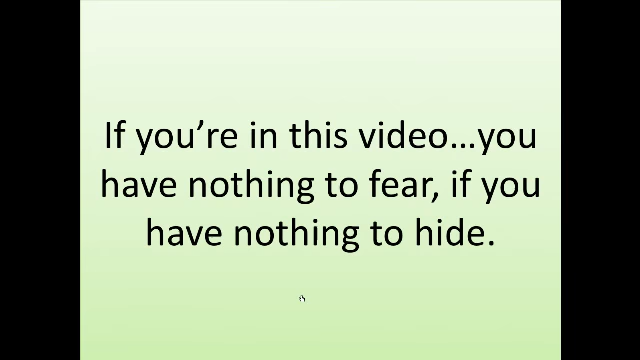 If you’re in this video…you
have nothing to fear, if you
have nothing to hide.